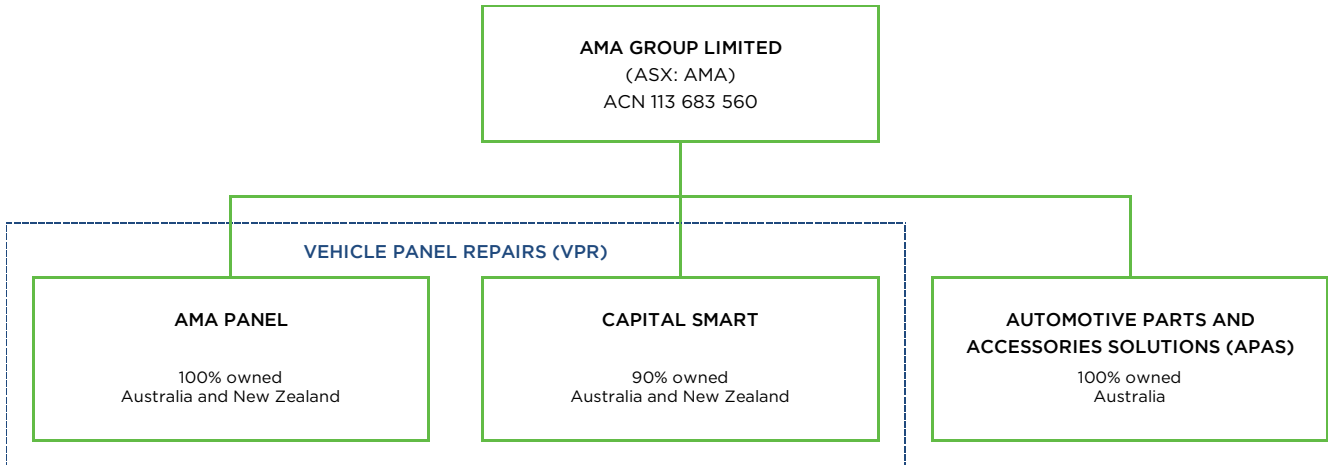 AMA GROUP LIMITED
(ASX: AMA)
ACN 113 683 560
VEHICLE PANEL REPAIRS (VPR)
AMA PANEL
100% owned
Australia and New Zealand
CAPITAL SMART
90% owned
Australia and New Zealand
AUTOMOTIVE PARTS AND
ACCESSORIES SOLUTIONS (APAS)
100% owned
Australia